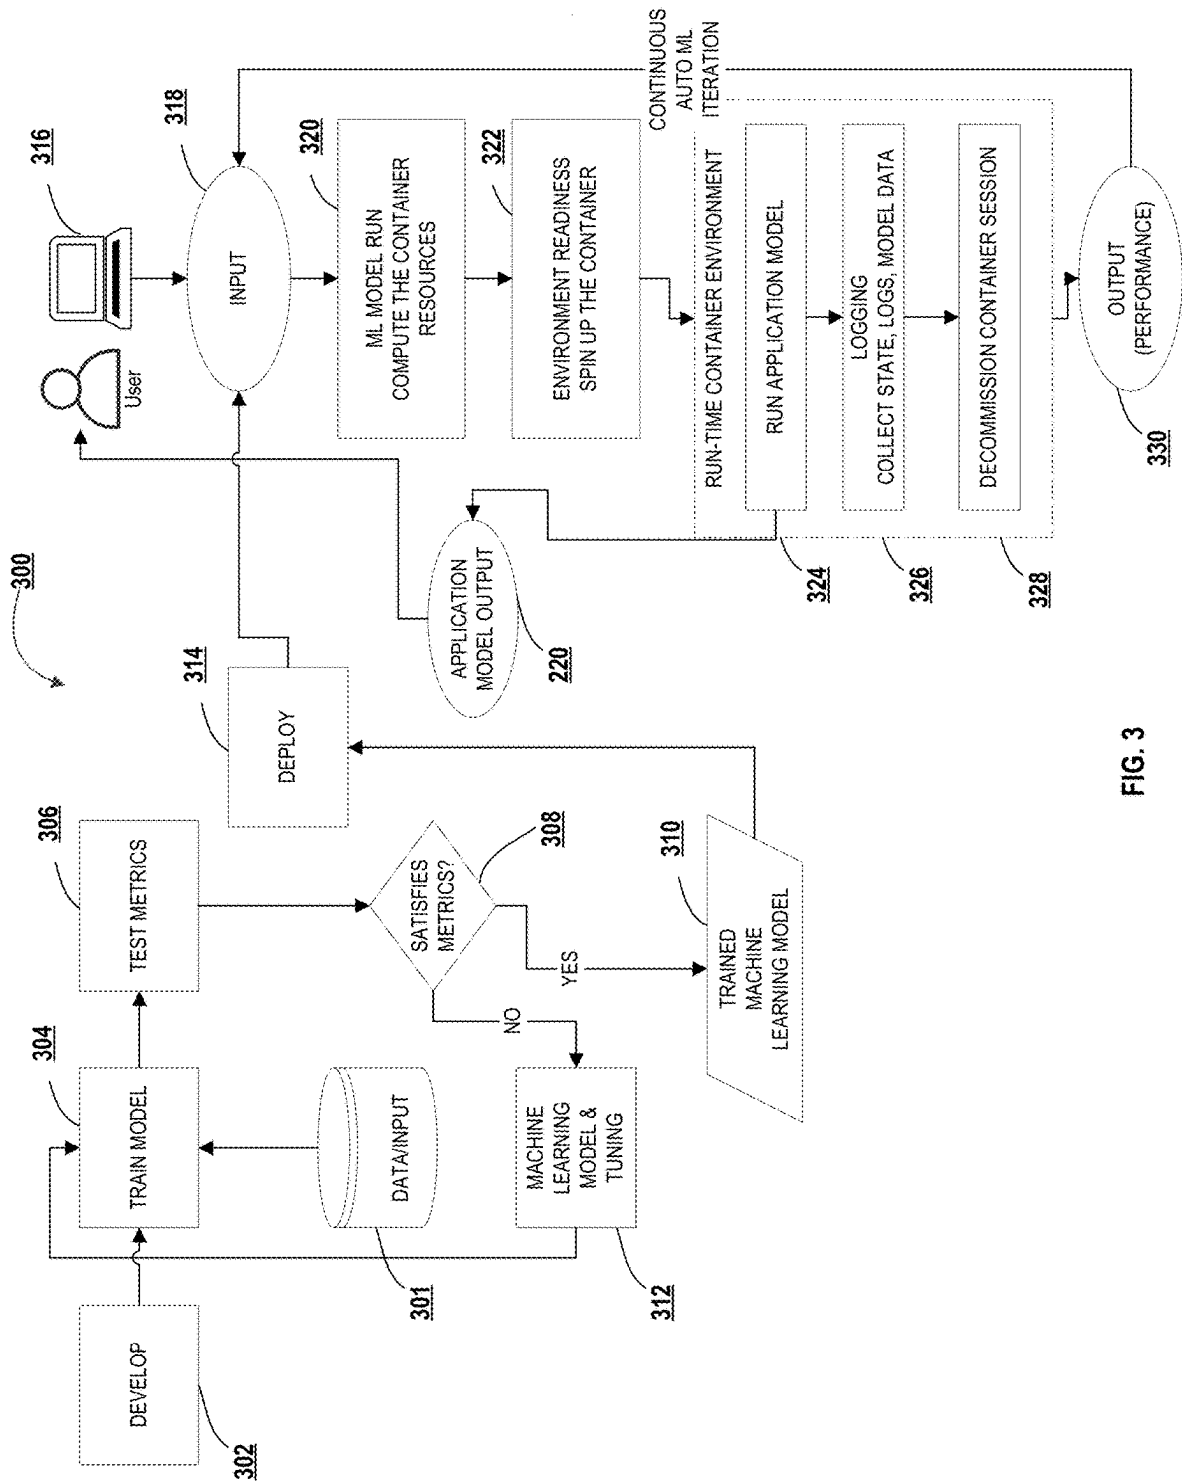 300
302
DEVELOP
304
TRAIN MODEL
306
TEST METRICS
301
DATA/INPUT
308
SATISFIES
METRICS?
NO
YES
312
MACHINE
LEARNING
MODEL &
TUNING
310
TRAINED
MACHINE
LEARNING MODEL
314
DEPLOY
220
APPLICATION
MODEL OUTPUT
User
316
318
INPUT
320
ML MODEL RUN
COMPUTE THE CONTAINER
RESOURCES
322
ENVIRONMENT READINESS
SPIN UP THE CONTAINER
CONTINUOUS
AUTO ML
ITERATION
RUN-TIME CONTAINER ENVIRONMENT
324
RUN APPLICATION MODEL
326
LOGGING
COLLECT STATE, LOGS, MODEL DATA
328
DECOMMISSION CONTAINER SESSION
330
OUTPUT
(PERFORMANCE)
FIG. 3